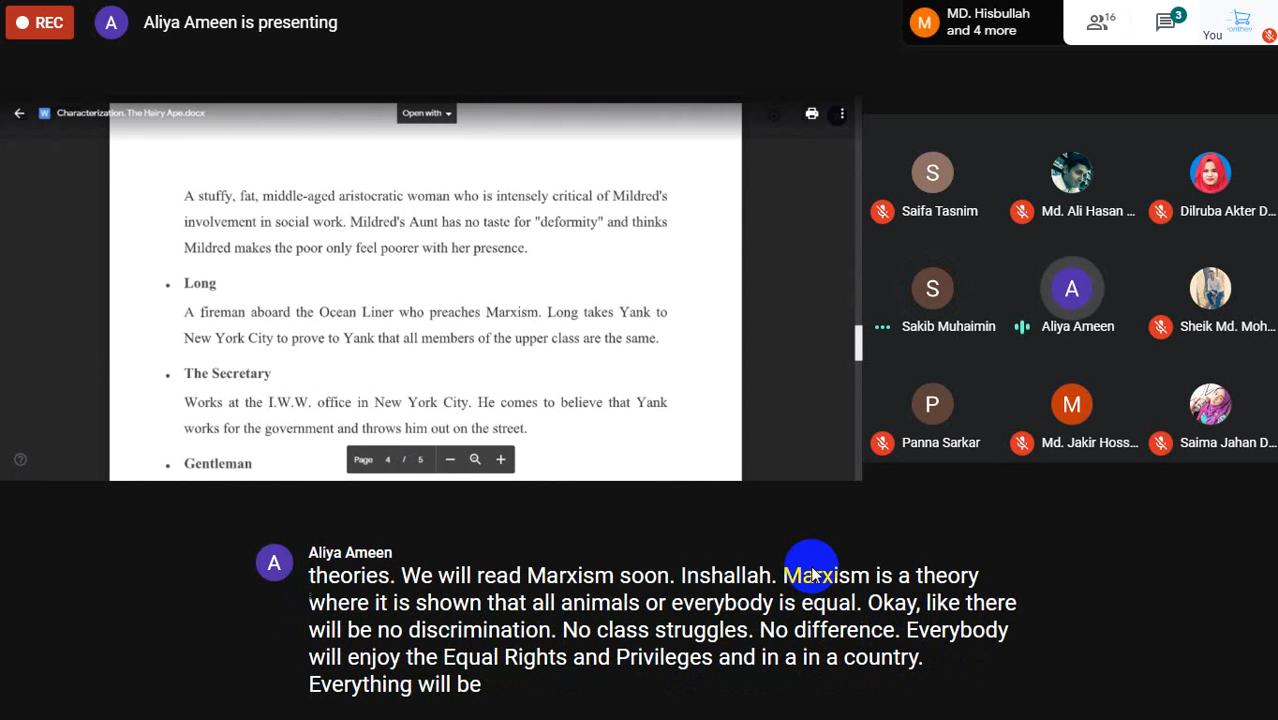 REC
A
Aliya Ameen is presenting
M
MD. Hisbullah
and 4 more
16
3
You
W
Characterization. The Hairy Ape.docx
Open with
A stuffy, fat, middle-aged aristocratic woman who is intensely critical of Mildred's
involvement in social work. Mildred's Aunt has no taste for "deformity" and thinks
Mildred makes the poor only feel poorer with her presence.
• Long
A fireman aboard the Ocean Liner who preaches Marxism. Long takes Yank to
New York City to prove to Yank that all members of the upper class are the same.
• The Secretary
Works at the I.W.W. office in New York City. He comes to believe that Yank
works for the government and throws him out on the street.
• Gentleman
Page 4 / 5
S
Saifa Tasnim
Md. Ali Hasan ...
Dilruba Akter D...
S
Sakib Muhaimin
A
Aliya Ameen
Sheik Md. Moh...
P
Panna Sarkar
M
Md. Jakir Hoss...
Saima Jahan D...
A
Aliya Ameen
theories. We will read Marxism soon. Inshallah. Marxism is a theory
where it is shown that all animals or everybody is equal. Okay, like there
will be no discrimination. No class struggles. No difference. Everybody
will enjoy the Equal Rights and Privileges and in a in a country.
Everything will be